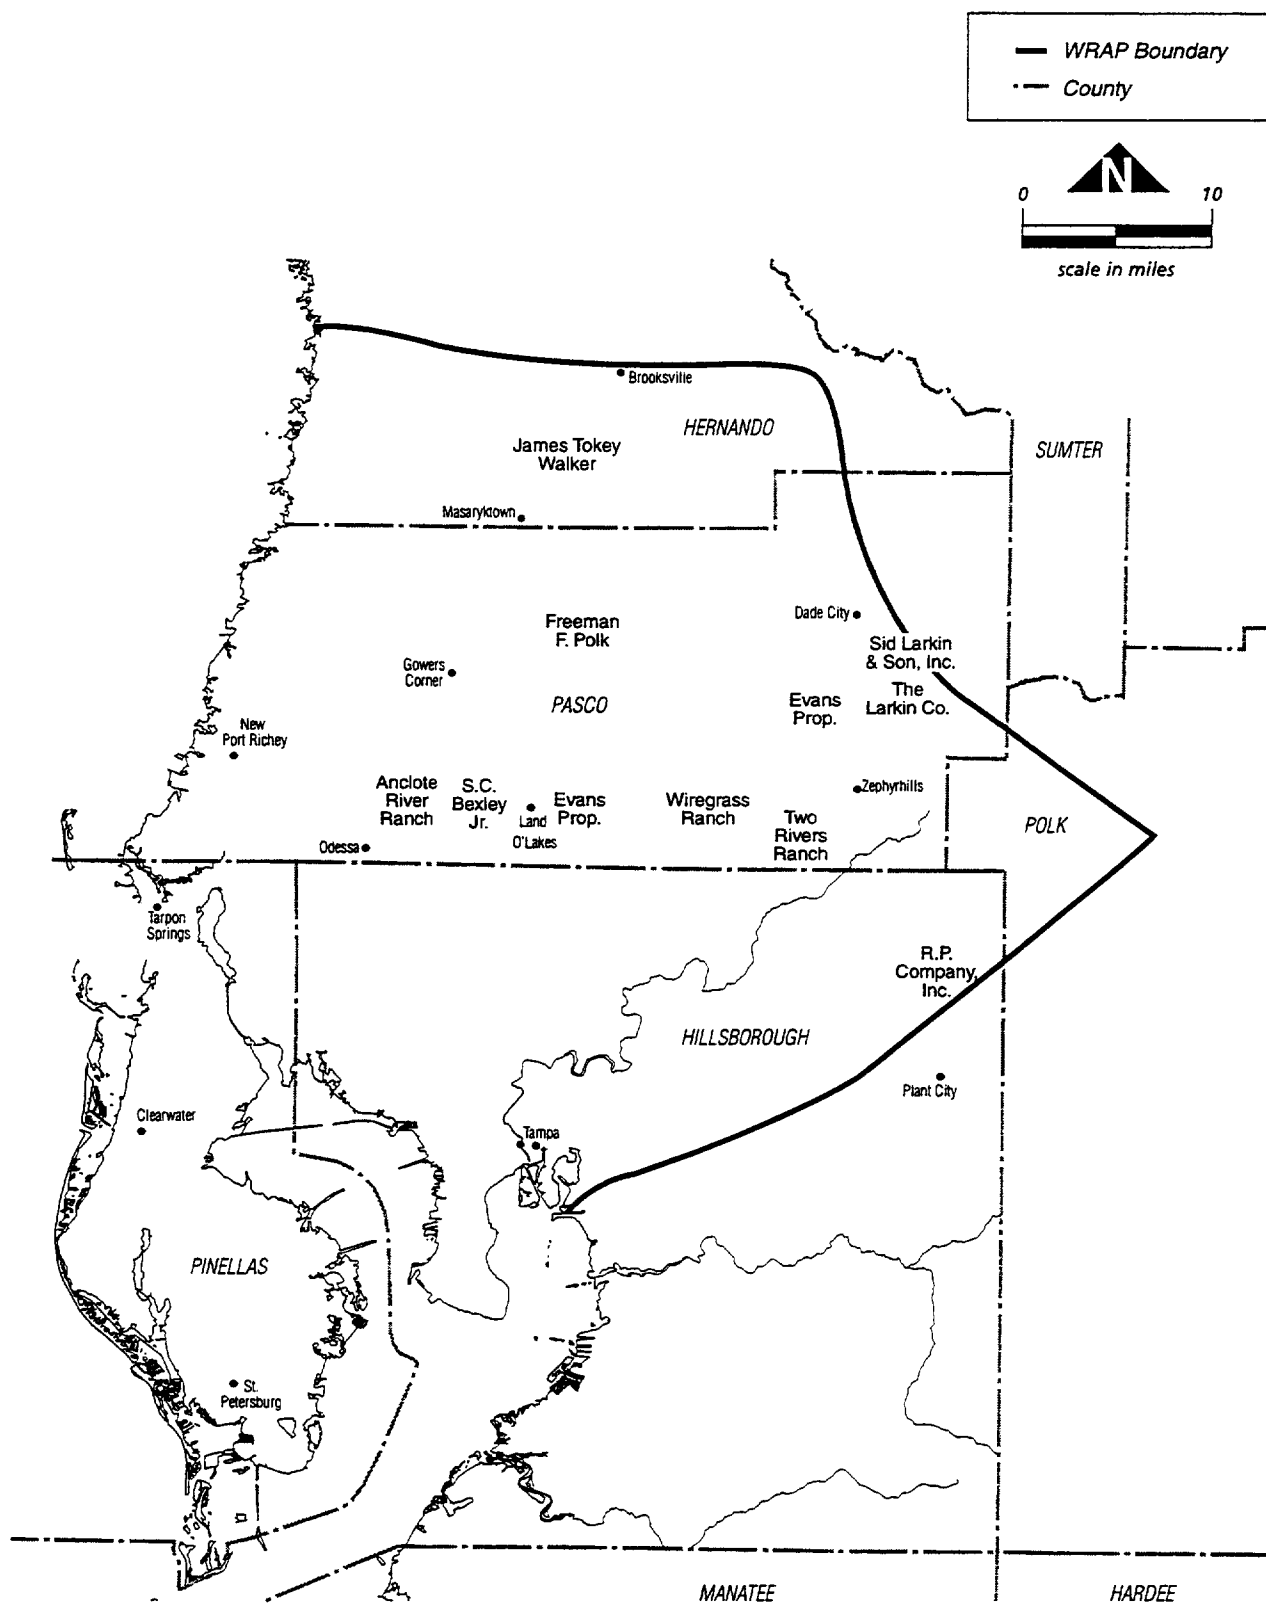 WRAP Boundary
County
N
0 10
scale in miles
Brooksville
HERNANDO
SUMTER
James Tokey
Walker
Masaryktown
Dade City
Freeman
F. Polk
Sid Larkin
& Son, Inc.
Gowers
Corner
The
Larkin Co.
PASCO
Evans
Prop.
New
Port Richey
Anclote
River
Ranch
S.C.
Bexley
Jr.
Land
O'Lakes
Evans
Prop.
Wiregrass
Ranch
Zephyrhills
Two
Rivers
Ranch
POLK
Odessa
Tarpon
Springs
R.P.
Company,
Inc.
HILLSBOROUGH
Plant City
Clearwater
Tampa
PINELLAS
St.
Petersburg
MANATEE
HARDEE